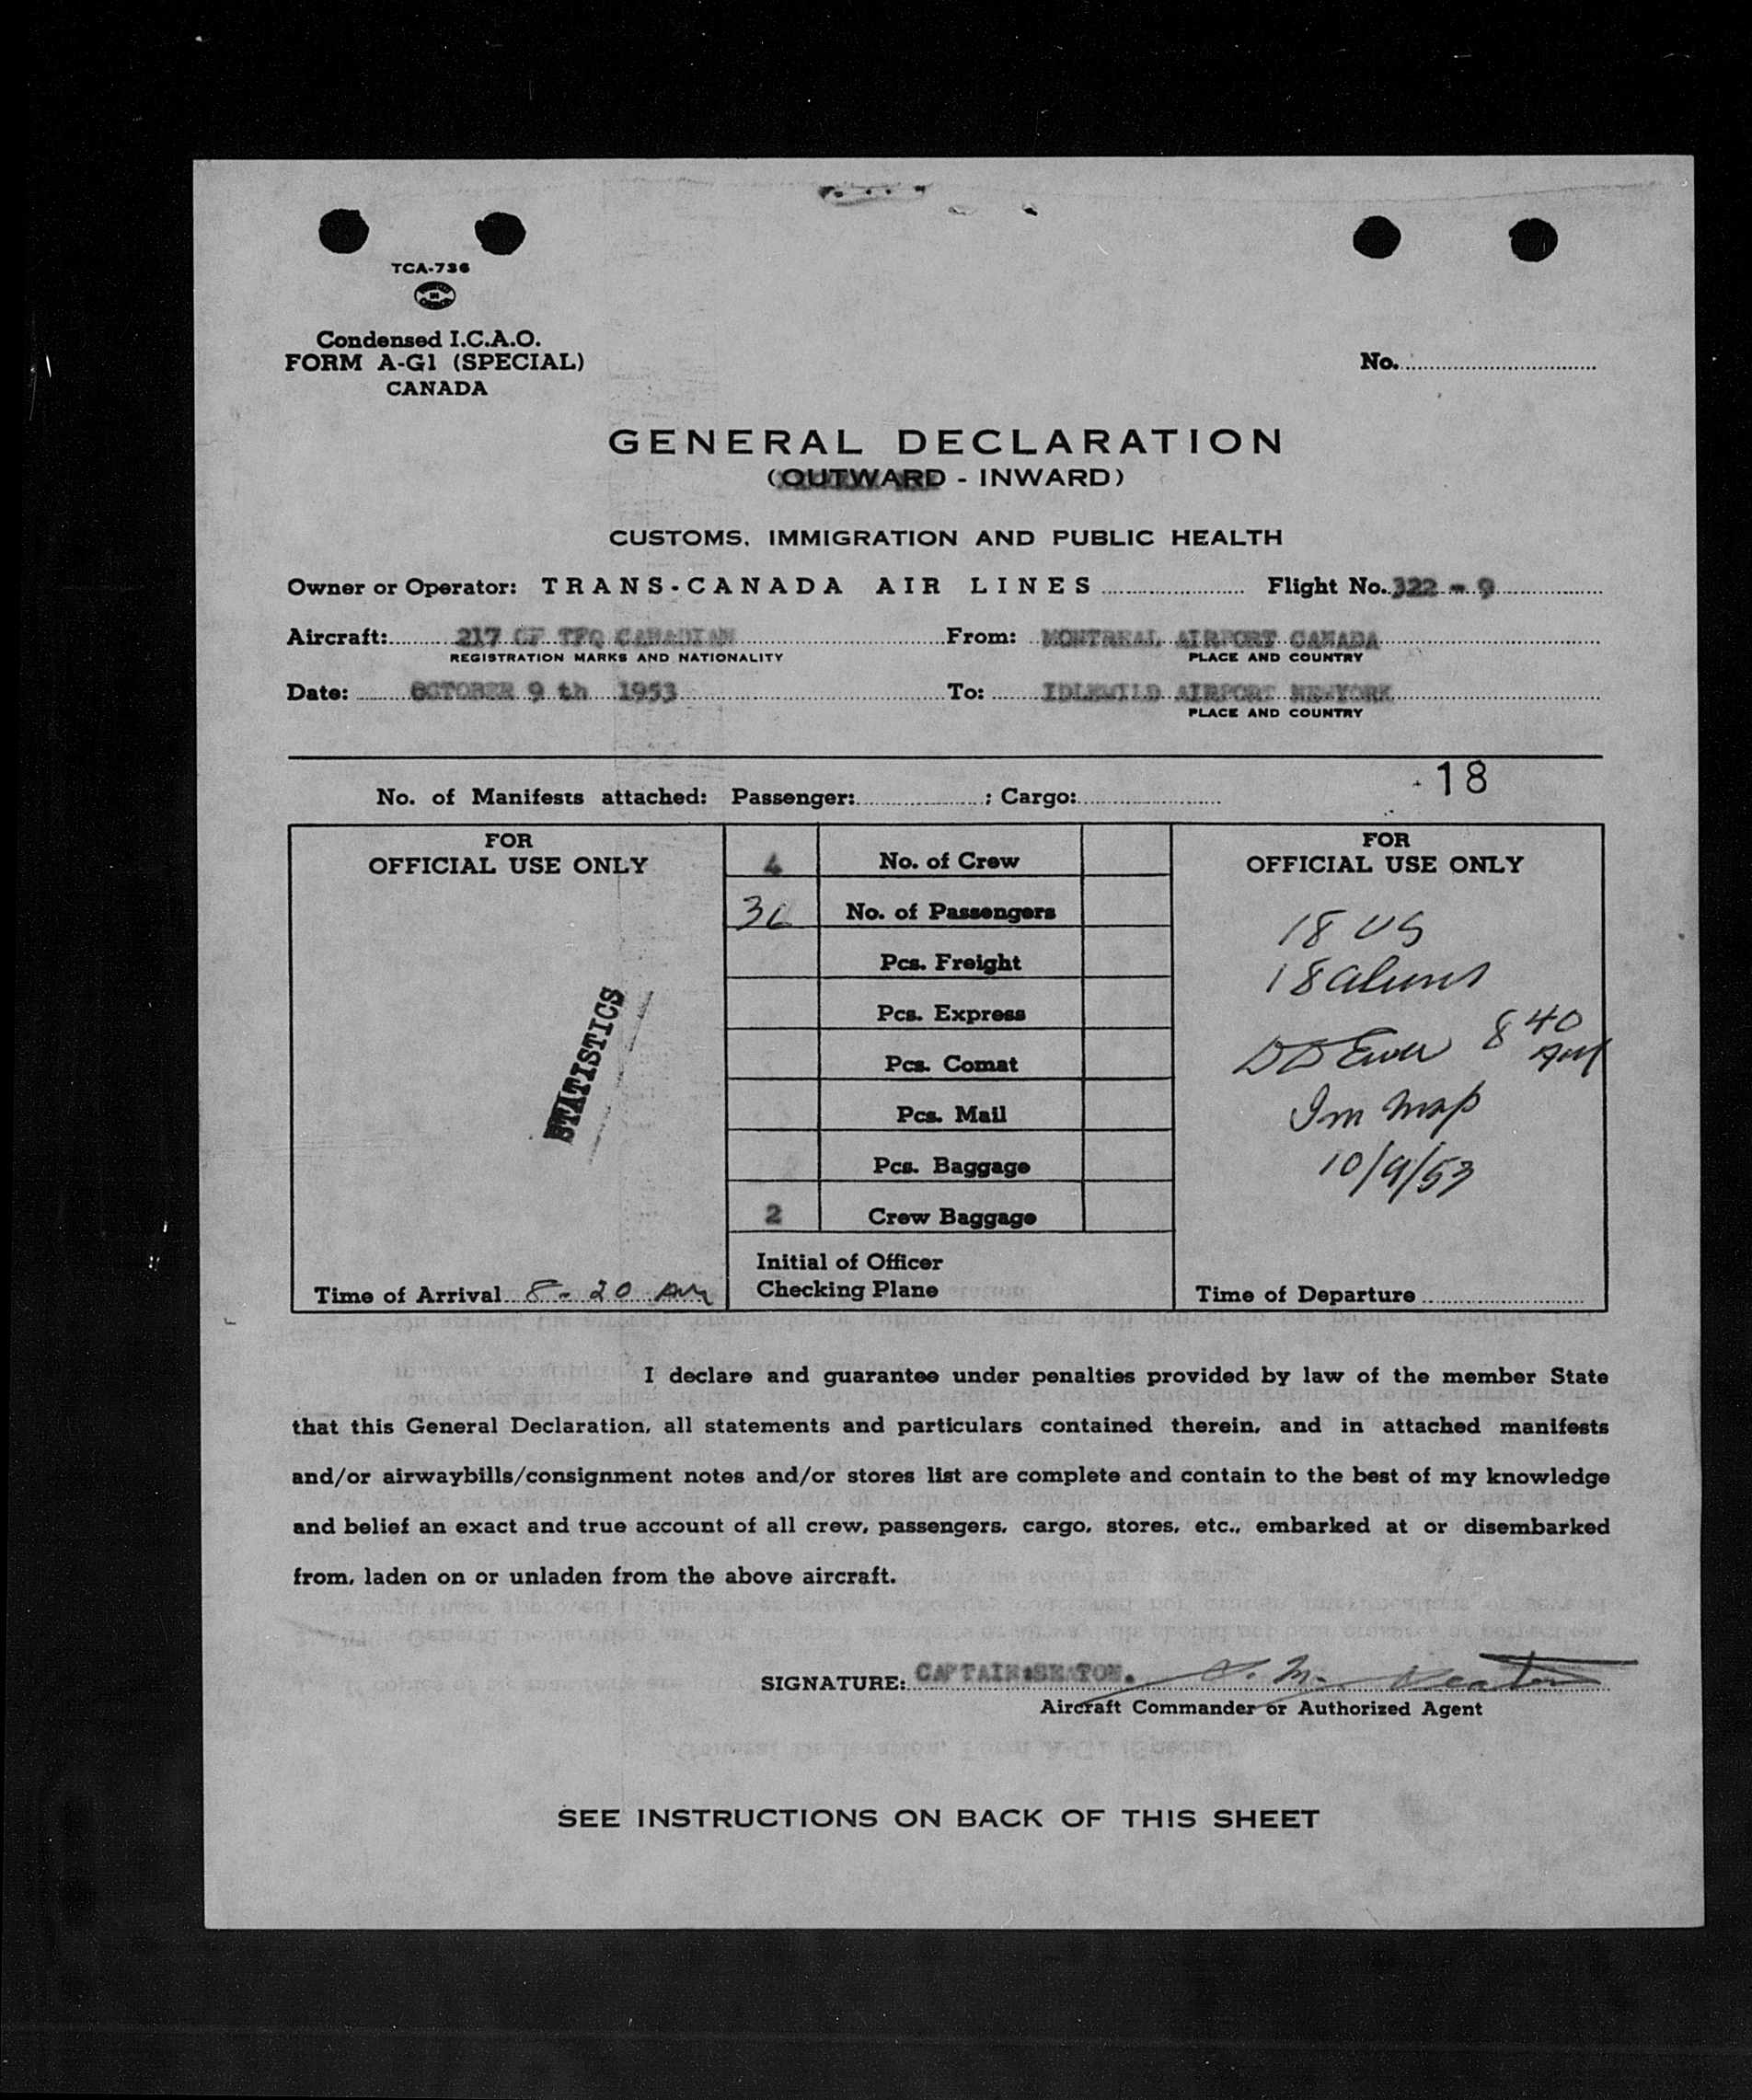 TCA-736
Condensed I.C.A.O.
FORM A-G1 (SPECIAL)
CANADA
No.
GENERAL DECLARATION
(OUTWARD - INWARD)
CUSTOMS, IMMIGRATION AND PUBLIC HEALTH
Owner or Operator: TRANS-CANADA AIR LINES Flight No. 322 - 9
Aircraft: 217 CF TFQ CANADIAN From: MONTREAL AIRPORT CANADA
REGISTRATION MARKS AND NATIONALITY PLACE AND COUNTRY
Date: OCTOBER 9 th 1953 To: IDLEWILD AIRPORT NEWYORK
PLACE AND COUNTRY
18
No. of Manifests attached: Passenger: ; Cargo:
FOR
OFFICIAL USE ONLY
STATISTICS
Time of Arrival 8-20 AM
4 No. of Crew
36 No. of Passengers
Pcs. Freight
Pcs. Express
Pcs. Comat
Pcs. Mail
Pcs. Baggage
2 Crew Baggage
Initial of Officer
Checking Plane
FOR
OFFICIAL USE ONLY
18 US
18 aliens
8 40
AM
Im Insp
10/9/53
Time of Departure
I declare and guarantee under penalties provided by law of the member State
that this General Declaration, all statements and particulars contained therein, and in attached manifests
and/or airwaybills/consignment notes and/or stores list are complete and contain to the best of my knowledge
and belief an exact and true account of all crew, passengers, cargo, stores, etc., embarked at or disembarked
from, laden on or unladen from the above aircraft.
SIGNATURE: CAPTAIN:SEATON. Seaton
Aircraft Commander or Authorized Agent
SEE INSTRUCTIONS ON BACK OF THIS SHEET